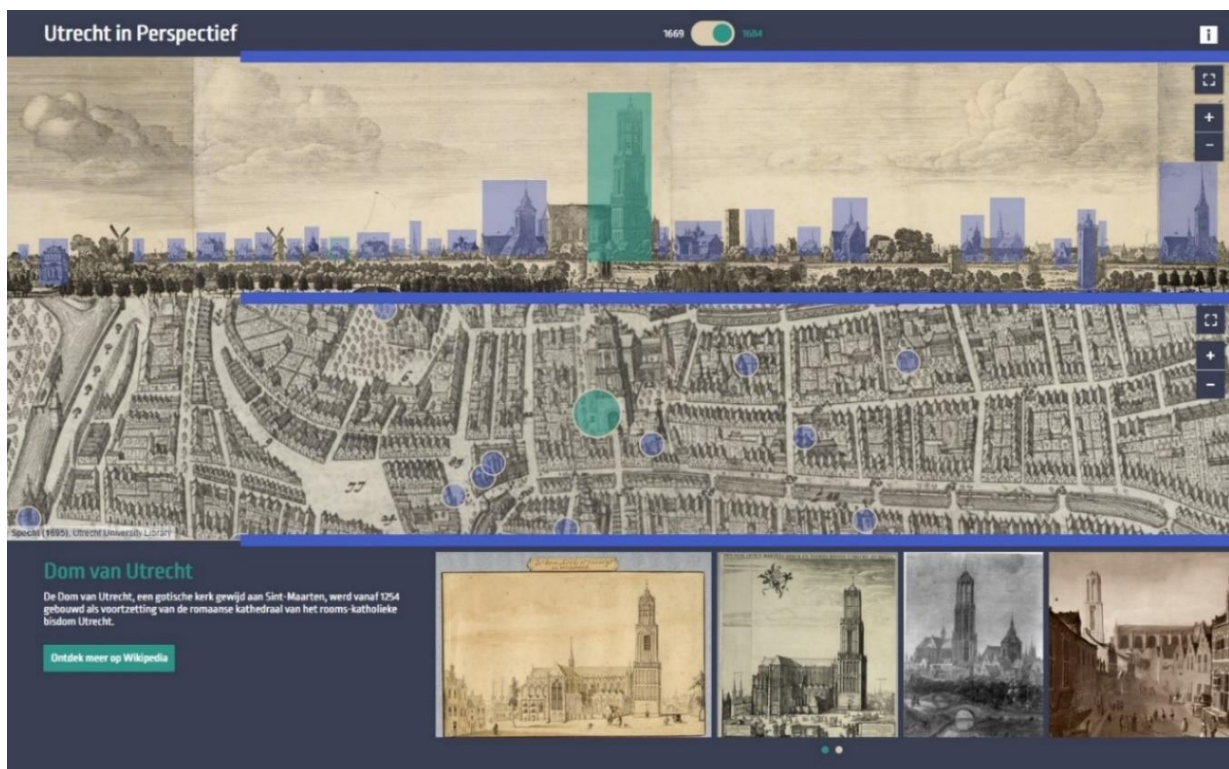 Utrecht in Perspectief
1669 1684
i
+
−
+
−
Specht (1695), Utrecht University Library
Dom van Utrecht
De Dom van Utrecht, een gotische kerk gewijd aan Sint-Maarten, werd vanaf 1254
gebouwd als voortzetting van de romaanse kathedraal van het rooms-katholieke
bisdom Utrecht.
Ontdek meer op Wikipedia